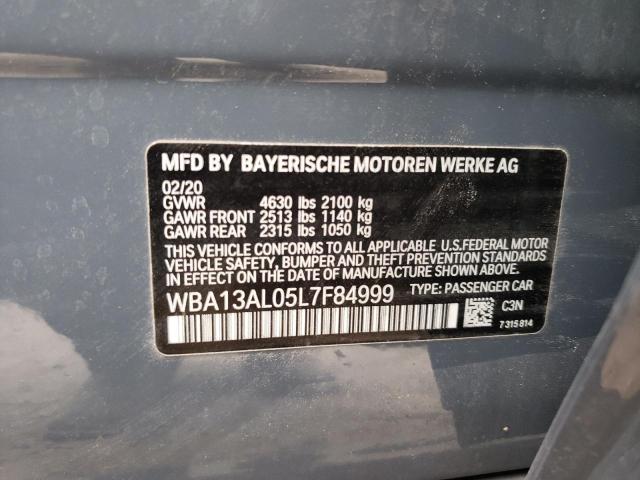 MFD BY BAYERISCHE MOTOREN WERKE AG
02/20
GVWR 4630 lbs 2100 kg
GAWR FRONT 2513 lbs 1140 kg
GAWR REAR 2315 lbs 1050 kg
THIS VEHICLE CONFORMS TO ALL APPLICABLE U.S.FEDERAL MOTOR
VEHICLE SAFETY, BUMPER AND THEFT PREVENTION STANDARDS
IN EFFECT ON THE DATE OF MANUFACTURE SHOWN ABOVE.
WBA13AL05L7F84999 TYPE: PASSENGER CAR
C3N
7315814